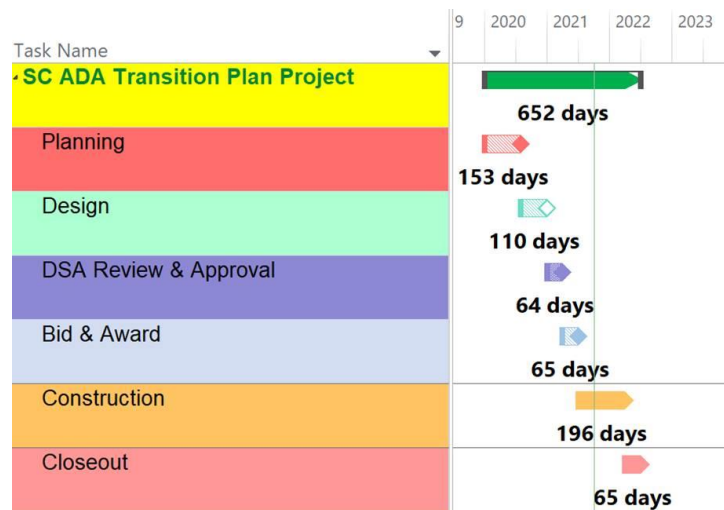 9 2020 2021 2022 2023
Task Name
SC ADA Transition Plan Project
652 days
Planning
153 days
Design
110 days
DSA Review & Approval
64 days
Bid & Award
65 days
Construction
196 days
Closeout
65 days